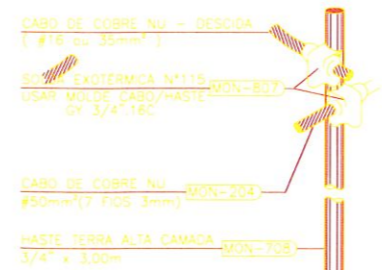 CABO DE COBRE NU - DESCIDA
( #16 ou 35mm² )
SOLDA EXOTÉRMICA N°115
USAR MOLDE CABO/HASTE
MON-827
GY 3/4".16C
CABO DE COBRE NU
MON-204
#50mm²(7 FIOS 3mm)
HASTE TERRA ALTA CAMADA
MON-708
3/4" x 3,00m